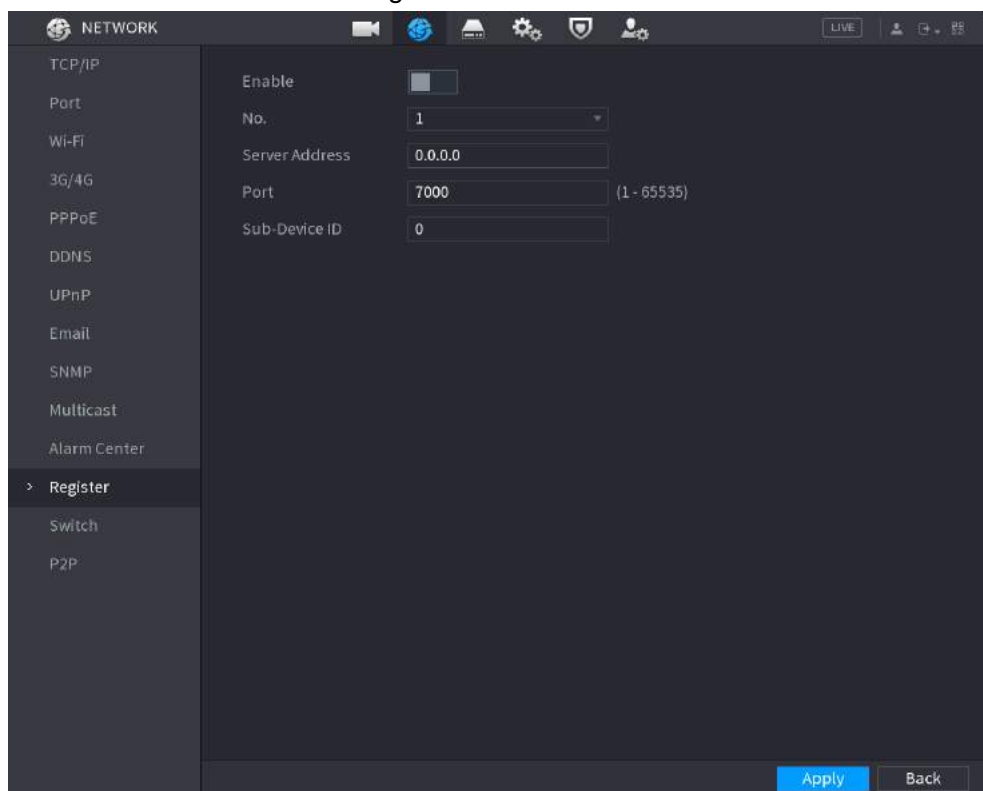 NETWORK
LIVE
TCP/IP
Port
Wi-Fi
3G/4G
PPPoE
DDNS
UPnP
Email
SNMP
Multicast
Alarm Center
> Register
Switch
P2P
Enable
No. 1
Server Address 0.0.0.0
Port 7000 (1 - 65535)
Sub-Device ID 0
Apply Back